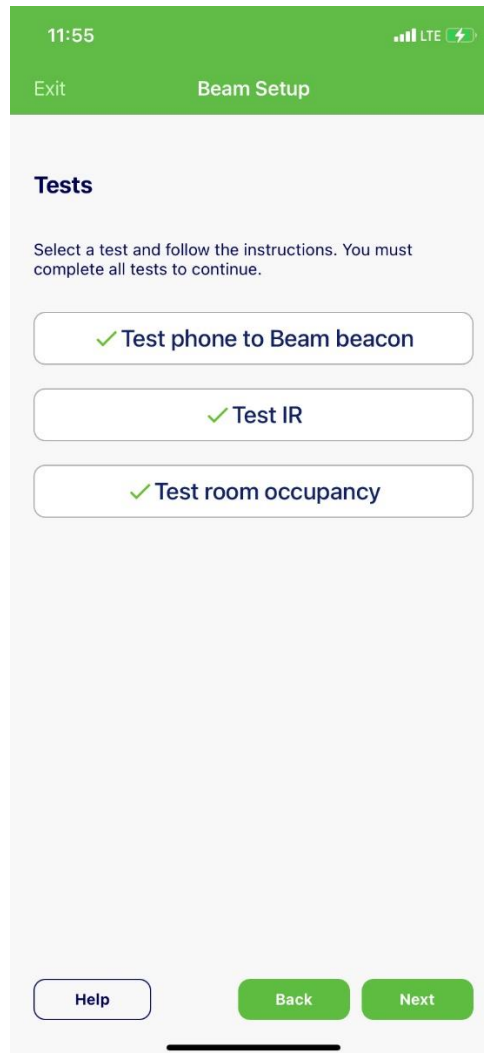 11:55
LTE
Exit
Beam Setup
Tests
Select a test and follow the instructions. You must
complete all tests to continue.
Test phone to Beam beacon
Test IR
Test room occupancy
Help
Back
Next